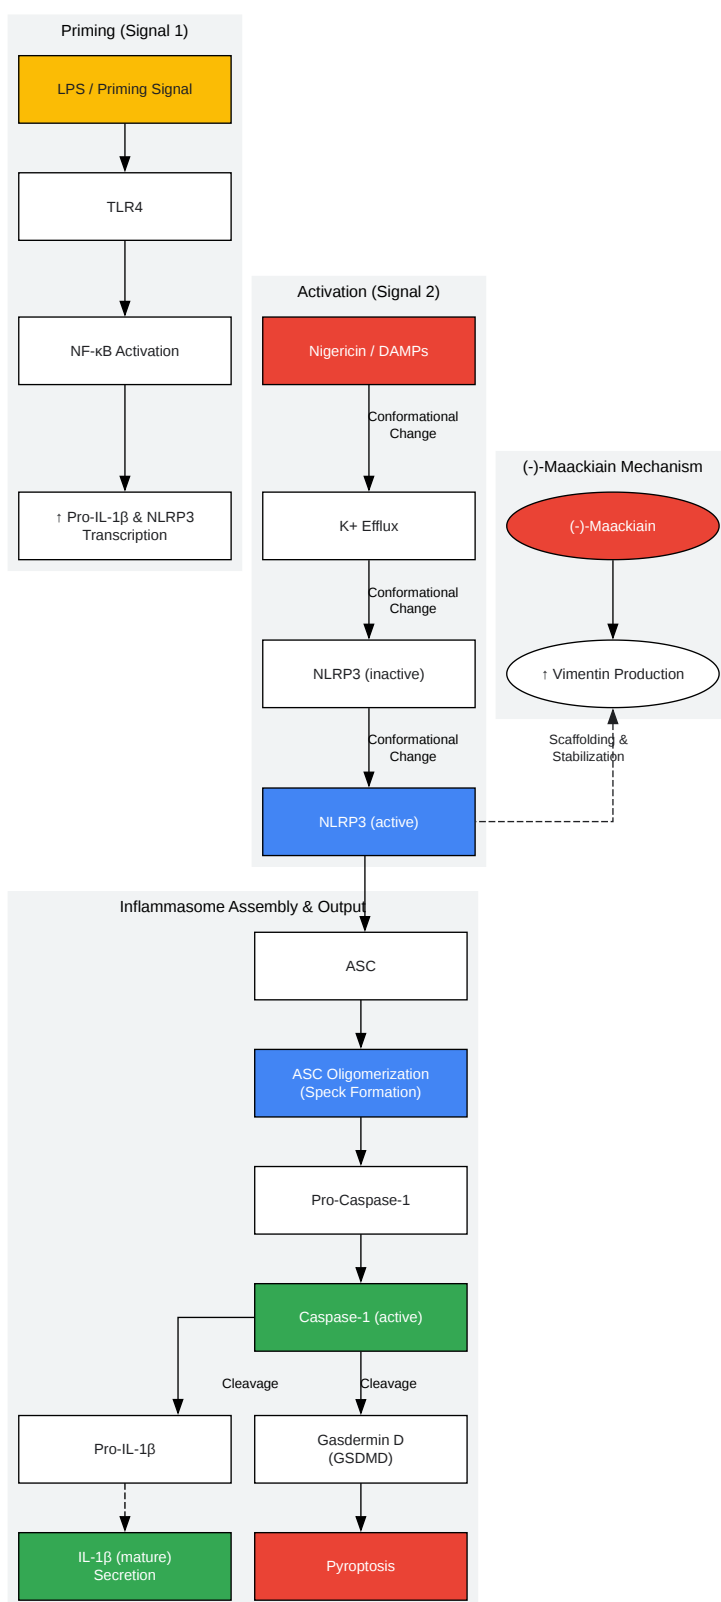 Priming (Signal 1)
LPS / Priming Signal
TLR4
NF-κB Activation
↑ Pro-IL-1β & NLRP3
Transcription
Activation (Signal 2)
Nigericin / DAMPs
Conformational
Change
K+ Efflux
Conformational
Change
NLRP3 (inactive)
Conformational
Change
NLRP3 (active)
(-)-Maackiain Mechanism
(-)-Maackiain
↑ Vimentin Production
Scaffolding &
Stabilization
Inflammasome Assembly & Output
ASC
ASC Oligomerization
(Speck Formation)
Pro-Caspase-1
Caspase-1 (active)
Cleavage
Cleavage
Pro-IL-1β
Gasdermin D
(GSDMD)
IL-1β (mature)
Secretion
Pyroptosis